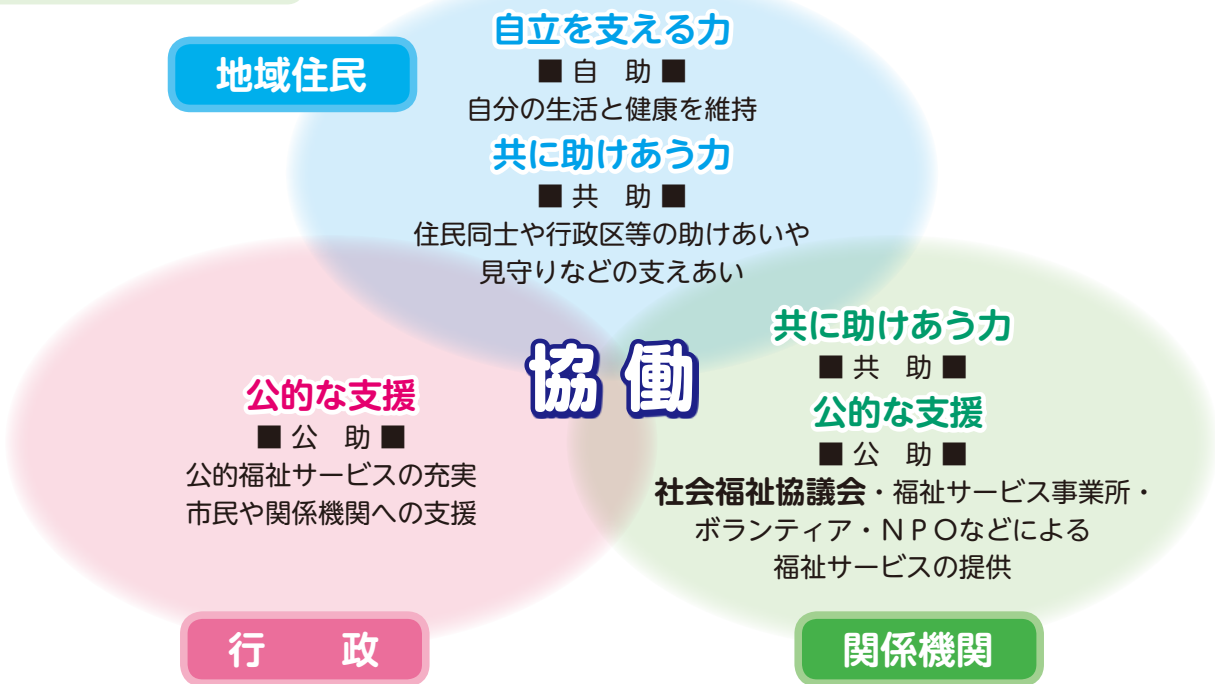 地域住民
自立を支える力
■ 自　助 ■
自分の生活と健康を維持
共に助けあう力
■ 共　助 ■
住民同士や行政区等の助けあいや
見守りなどの支えあい
協働
公的な支援
■ 公　助 ■
公的福祉サービスの充実
市民や関係機関への支援
行　　政
共に助けあう力
■ 共　助 ■
公的な支援
■ 公　助 ■
社会福祉協議会・福祉サービス事業所・
ボランティア・ＮＰＯなどによる
福祉サービスの提供
関係機関